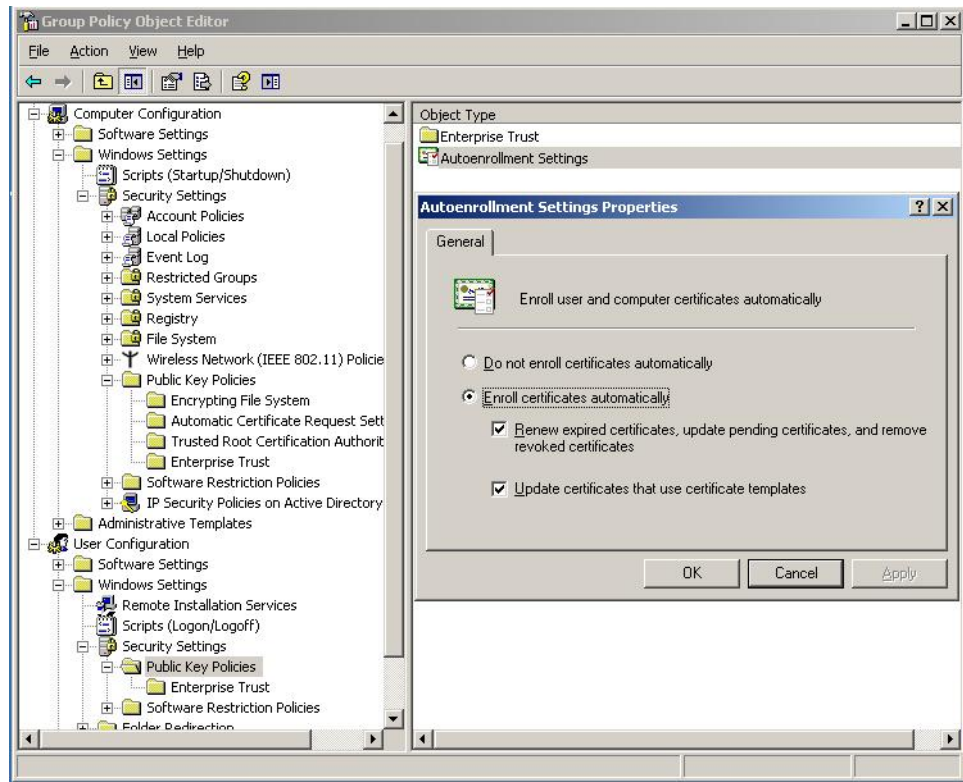 Group Policy Object Editor
File Action View Help
Computer Configuration
Software Settings
Windows Settings
Scripts (Startup/Shutdown)
Security Settings
Account Policies
Local Policies
Event Log
Restricted Groups
System Services
Registry
File System
Wireless Network (IEEE 802.11) Policie
Public Key Policies
Encrypting File System
Automatic Certificate Request Sett
Trusted Root Certification Authorit
Enterprise Trust
Software Restriction Policies
IP Security Policies on Active Directory
Administrative Templates
User Configuration
Software Settings
Windows Settings
Remote Installation Services
Scripts (Logon/Logoff)
Security Settings
Public Key Policies
Enterprise Trust
Software Restriction Policies
Folder Redirection
Object Type
Enterprise Trust
Autoenrollment Settings
Autoenrollment Settings Properties
General
Enroll user and computer certificates automatically
Do not enroll certificates automatically
Enroll certificates automatically
Renew expired certificates, update pending certificates, and remove
revoked certificates
Update certificates that use certificate templates
OK Cancel Apply